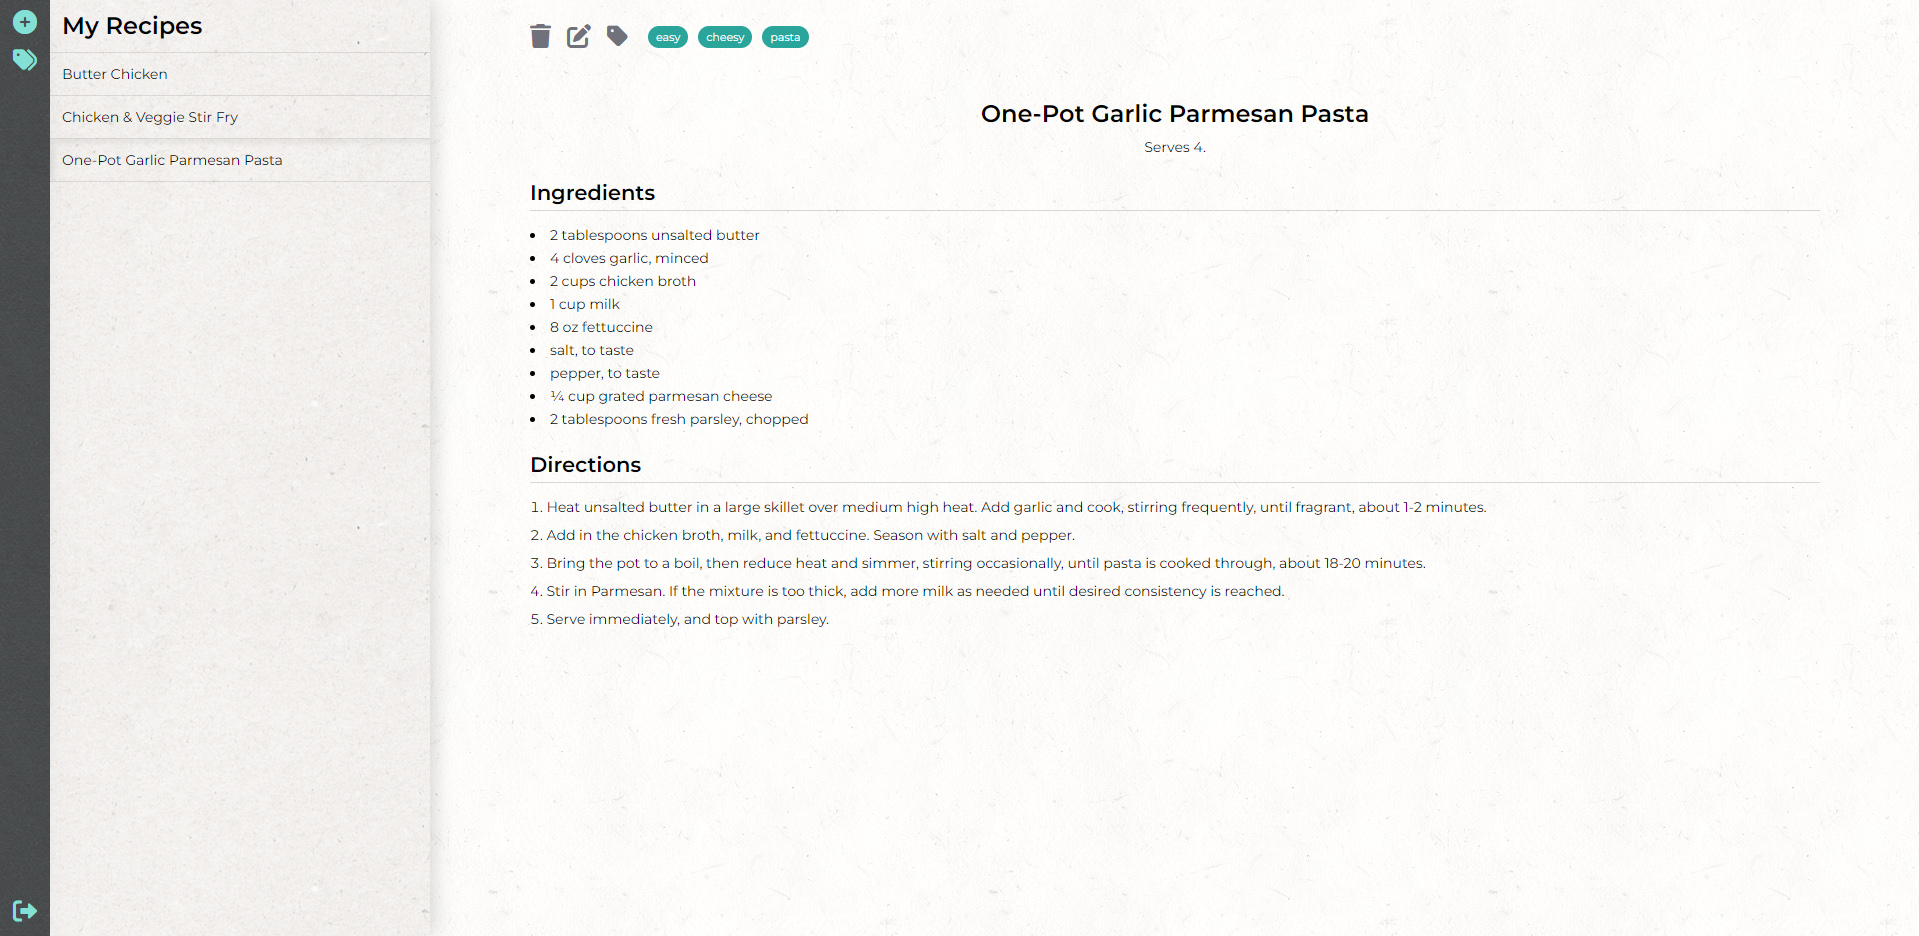 My Recipes
Butter Chicken
Chicken & Veggie Stir Fry
One-Pot Garlic Parmesan Pasta
easy cheesy pasta
One-Pot Garlic Parmesan Pasta
Serves 4.
Ingredients
2 tablespoons unsalted butter
4 cloves garlic, minced
2 cups chicken broth
1 cup milk
8 oz fettuccine
salt, to taste
pepper, to taste
¼ cup grated parmesan cheese
2 tablespoons fresh parsley, chopped
Directions
1. Heat unsalted butter in a large skillet over medium high heat. Add garlic and cook, stirring frequently, until fragrant, about 1-2 minutes.
2. Add in the chicken broth, milk, and fettuccine. Season with salt and pepper.
3. Bring the pot to a boil, then reduce heat and simmer, stirring occasionally, until pasta is cooked through, about 18-20 minutes.
4. Stir in Parmesan. If the mixture is too thick, add more milk as needed until desired consistency is reached.
5. Serve immediately, and top with parsley.